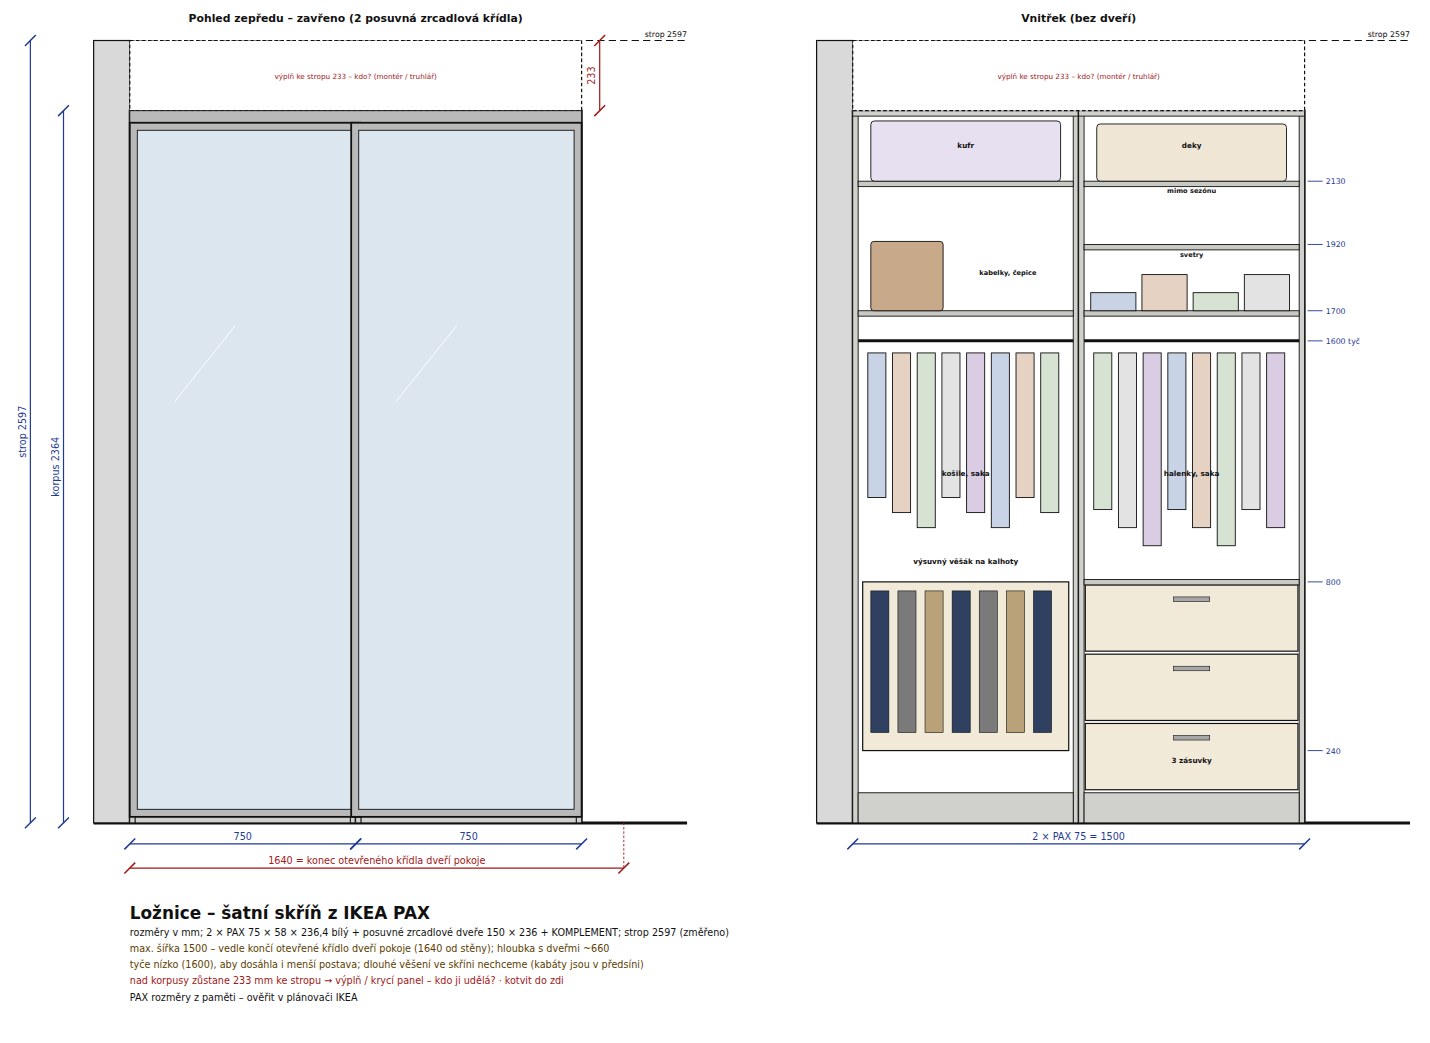 Pohled zepředu – zavřeno (2 posuvná zrcadlová křídla)
strop 2597
výplň ke stropu 233 – kdo? (montér / truhlář)
233
strop 2597
korpus 2364
750
750
1640 = konec otevřeného křídla dveří pokoje
Vnitřek (bez dveří)
strop 2597
výplň ke stropu 233 – kdo? (montér / truhlář)
kufr
deky
2130
mimo sezónu
1920
svetry
kabelky, čepice
1700
1600 tyč
košile, saka
halenky, saka
výsuvný věšák na kalhoty
800
240
3 zásuvky
2 × PAX 75 = 1500
Ložnice – šatní skříň z IKEA PAX
rozměry v mm; 2 × PAX 75 × 58 × 236,4 bílý + posuvné zrcadlové dveře 150 × 236 + KOMPLEMENT; strop 2597 (změřeno)
max. šířka 1500 – vedle končí otevřené křídlo dveří pokoje (1640 od stěny); hloubka s dveřmi ~660
tyče nízko (1600), aby dosáhla i menší postava; dlouhé věšení ve skříni nechceme (kabáty jsou v předsíni)
nad korpusy zůstane 233 mm ke stropu → výplň / krycí panel – kdo ji udělá? · kotvit do zdi
PAX rozměry z paměti – ověřit v plánovači IKEA